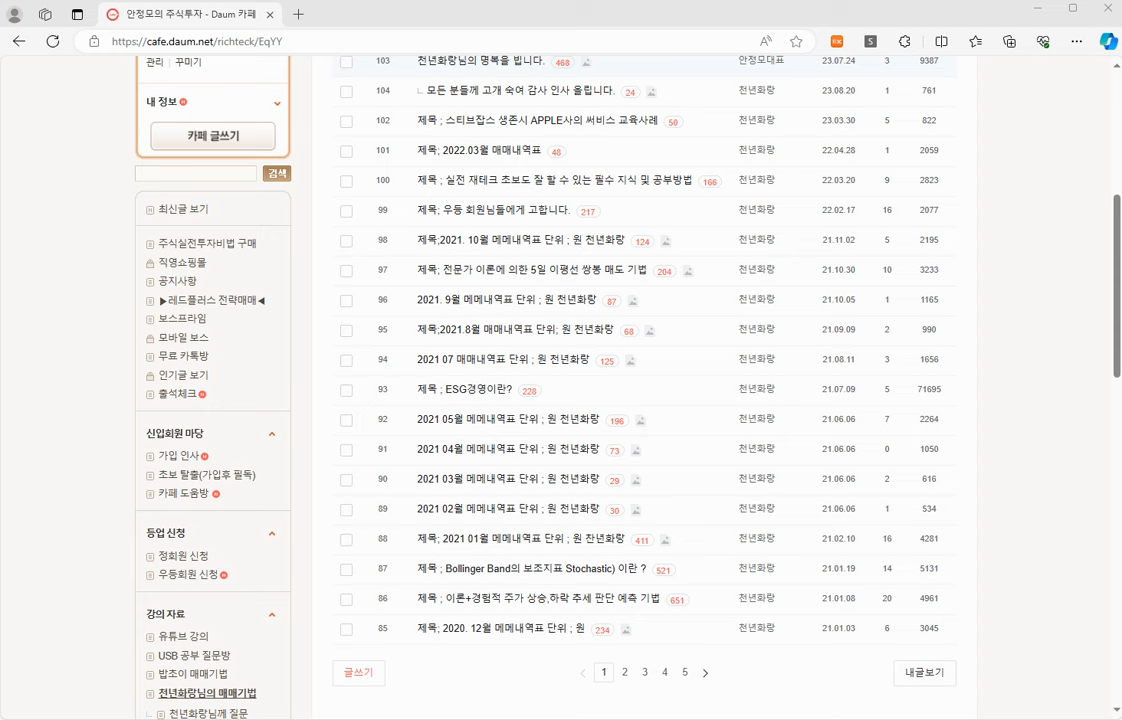 안정모의 주식투자 - Daum 카페
https://cafe.daum.net/richteck/EqYY
관리 | 꾸미기
내 정보 N
카페 글쓰기
검색
최신글 보기
주식실전투자비법 구매
직영쇼핑몰
공지사항
▶레드플러스 전략매매◀
보스프라임
모바일 보스
무료 카톡방
인기글 보기
출석체크 N
신입회원 마당
가입 인사 N
초보 탈출(가입후 필독)
카페 도움방 N
등업 신청
정회원 신청
우등회원 신청 N
강의 자료
유튜브 강의
USB 공부 질문방
밥초이 매매기법
천년화랑님의 매매기법
천년화랑님께 질문
103 천년화랑님의 명복을 빕니다. 468 안정모대표 23.07.24 3 9387
104 모든 분들께 고개 숙여 감사 인사 올립니다. 24 천년화랑 23.08.20 1 761
102 제목 ; 스티브잡스 생존시 APPLE사의 써비스 교육사례 50 천년화랑 23.03.30 5 822
101 제목; 2022.03월 매매내역표 48 천년화랑 22.04.28 1 2059
100 제목 ; 실전 재테크 초보도 잘 할 수 있는 필수 지식 및 공부방법 166 천년화랑 22.03.20 9 2823
99 제목; 우등 회원님들에게 고합니다. 217 천년화랑 22.02.17 16 2077
98 제목;2021. 10월 메메내역표 단위 ; 원 천년화랑 124 천년화랑 21.11.02 5 2195
97 제목; 전문가 이론에 의한 5일 이평선 쌍봉 매도 기법 204 천년화랑 21.10.30 10 3233
96 2021. 9월 메메내역표 단위 ; 원 천년화랑 87 천년화랑 21.10.05 1 1165
95 제목;2021.8월 매매내역표 단위; 원 천년화랑 68 천년화랑 21.09.09 2 990
94 2021 07 매매내역표 단위 ; 원 천년화랑 125 천년화랑 21.08.11 3 1656
93 제목 ; ESG경영이란? 228 천년화랑 21.07.09 5 71695
92 2021 05월 메메내역표 단위 ; 원 천년화랑 196 천년화랑 21.06.06 7 2264
91 2021 04월 메메내역표 단위 ; 원 천년화랑 73 천년화랑 21.06.06 0 1050
90 2021 03월 메메내역표 단위 ; 원 천년화랑 29 천년화랑 21.06.06 2 616
89 2021 02월 메메내역표 단위 ; 원 천년화랑 30 천년화랑 21.06.06 1 534
88 제목; 2021 01월 메메내역표 단위 ; 원 잔년화랑 411 천년화랑 21.02.10 16 4281
87 제목 ; Bollinger Band의 보조지표 Stochastic) 이란 ? 521 천년화랑 21.01.19 14 5131
86 제목 ; 이론+경험적 주가 상승,하락 추세 판단 예측 기법 651 천년화랑 21.01.08 20 4961
85 제목; 2020. 12월 메메내역표 단위 ; 원 234 천년화랑 21.01.03 6 3045
글쓰기
1 2 3 4 5
내글보기